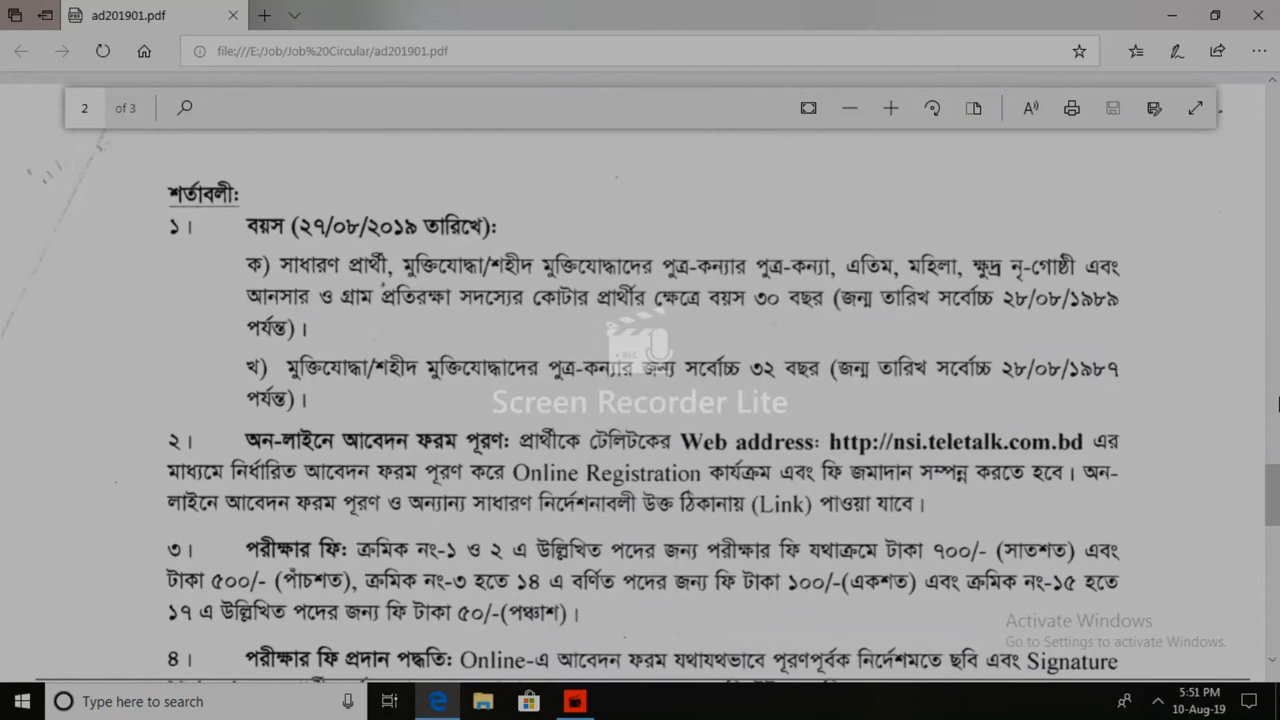 ad201901.pdf
file:///E:/Job/Job%20Circular/ad201901.pdf
2 of 3
শর্তাবলী:
১। বয়স (২৭/০৮/২০১৯ তারিখে):
ক) সাধারণ প্রার্থী, মুক্তিযোদ্ধা/শহীদ মুক্তিযোদ্ধাদের পুত্র-কন্যার পুত্র-কন্যা, এতিম, মহিলা, ক্ষুদ্র নৃ-গোষ্ঠী এবং
আনসার ও গ্রাম প্রতিরক্ষা সদস্যের কোটার প্রার্থীর ক্ষেত্রে বয়স ৩০ বছর (জন্ম তারিখ সর্বোচ্চ ২৮/০৮/১৯৮৯
পর্যন্ত)।
REC
খ) মুক্তিযোদ্ধা/শহীদ মুক্তিযোদ্ধাদের পুত্র-কন্যার জন্য সর্বোচ্চ ৩২ বছর (জন্ম তারিখ সর্বোচ্চ ২৮/০৮/১৯৮৭
পর্যন্ত)।
Screen Recorder Lite
২। অন-লাইনে আবেদন ফরম পূরণ: প্রার্থীকে টেলিটকের Web address: http://nsi.teletalk.com.bd এর
মাধ্যমে নির্ধারিত আবেদন ফরম পূরণ করে Online Registration কার্যক্রম এবং ফি জমাদান সম্পন্ন করতে হবে। অন-
লাইনে আবেদন ফরম পূরণ ও অন্যান্য সাধারণ নির্দেশনাবলী উক্ত ঠিকানায় (Link) পাওয়া যাবে।
৩। পরীক্ষার ফি: ক্রমিক নং-১ ও ২ এ উল্লিখিত পদের জন্য পরীক্ষার ফি যথাক্রমে টাকা ৭০০/- (সাতশত) এবং
টাকা ৫০০/- (পাঁচশত), ক্রমিক নং-৩ হতে ১৪ এ বর্ণিত পদের জন্য ফি টাকা ১০০/-(একশত) এবং ক্রমিক নং-১৫ হতে
১৭ এ উল্লিখিত পদের জন্য ফি টাকা ৫০/-(পঞ্চাশ)।
Activate Windows
Go to Settings to activate Windows.
৪। পরীক্ষার ফি প্রদান পদ্ধতি: Online-এ আবেদন ফরম যথাযথভাবে পূরণপূর্বক নির্দেশমতে ছবি এবং Signature
Type here to search
5:51 PM
10-Aug-19